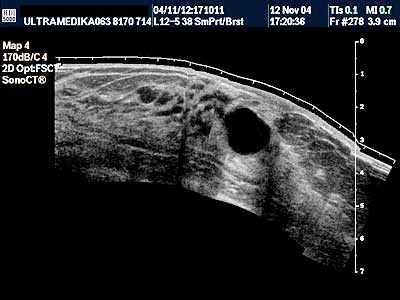 04/11/12:171011 12 Nov 04 TIs 0.1 MI 0.7
ULTRAMEDIKA063 8170 714 L12-5 38 SmPrt/Brst 17:20:36 Fr #278 3.9 cm
Map 4
170dB/C 4
2D Opt:FSCT
SonoCT®
0
1
2
3
4
5
6
7